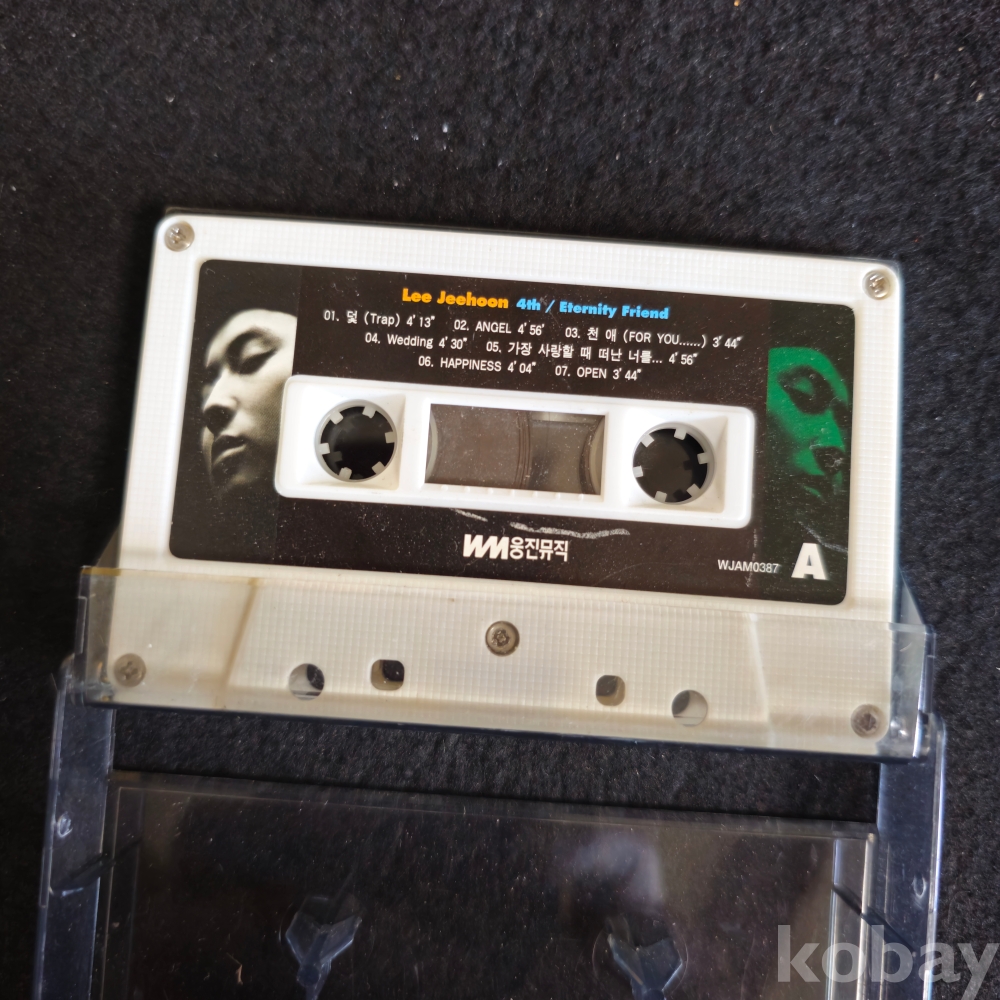 Lee Jeehoon 4th / Eternity Friend
01. 덫 (Trap) 4'13" 02. ANGEL 4'56' 03. 천 애 (FOR YOU......) 3'44"
04. Wedding 4'30" 05. 가장 사랑할 때 떠난 너를... 4'56"
06. HAPPINESS 4'04" 07. OPEN 3'44"
WM웅진뮤직
WJAM0387 A
kobay